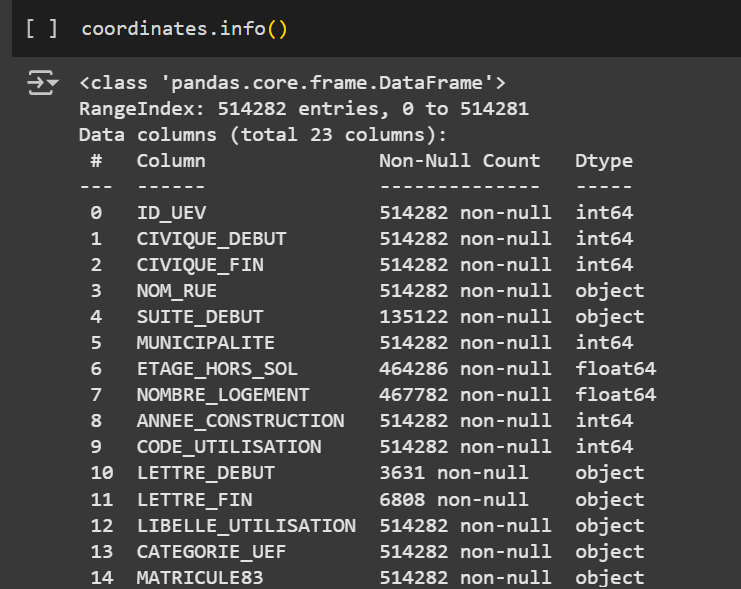 [ ] coordinates.info()
<class 'pandas.core.frame.DataFrame'>
RangeIndex: 514282 entries, 0 to 514281
Data columns (total 23 columns):
 #   Column               Non-Null Count   Dtype
---  ------               --------------   -----
 0   ID_UEV               514282 non-null  int64
 1   CIVIQUE_DEBUT        514282 non-null  int64
 2   CIVIQUE_FIN          514282 non-null  int64
 3   NOM_RUE              514282 non-null  object
 4   SUITE_DEBUT          135122 non-null  object
 5   MUNICIPALITE         514282 non-null  int64
 6   ETAGE_HORS_SOL       464286 non-null  float64
 7   NOMBRE_LOGEMENT      467782 non-null  float64
 8   ANNEE_CONSTRUCTION   514282 non-null  int64
 9   CODE_UTILISATION     514282 non-null  int64
 10  LETTRE_DEBUT         3631 non-null    object
 11  LETTRE_FIN           6808 non-null    object
 12  LIBELLE_UTILISATION  514282 non-null  object
 13  CATEGORIE_UEF        514282 non-null  object
 14  MATRICULE83          514282 non-null  object